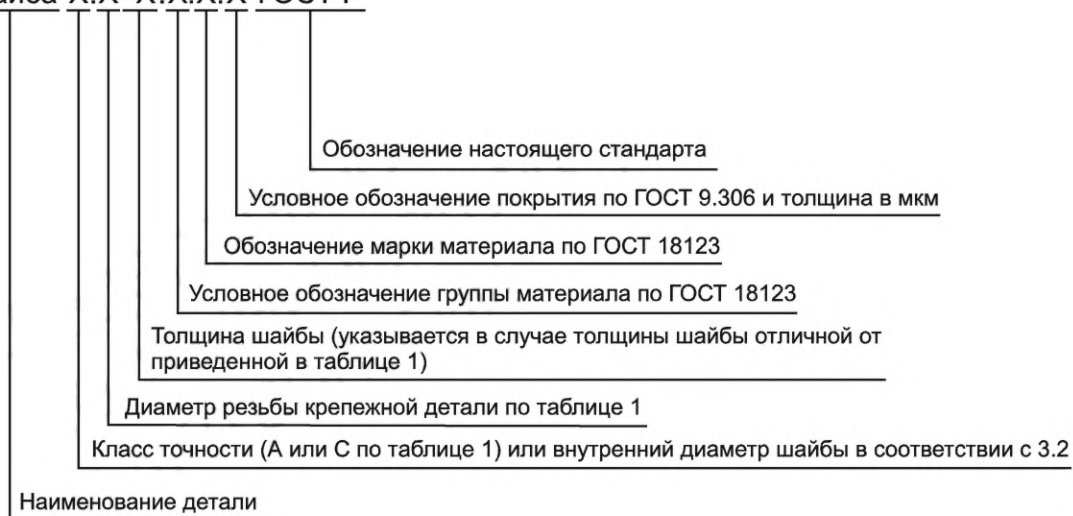 Обозначение настоящего стандарта
Условное обозначение покрытия по ГОСТ 9.306 и толщина в мкм
Обозначение марки материала по ГОСТ 18123
Условное обозначение группы материала по ГОСТ 18123
Толщина шайбы (указывается в случае толщины шайбы отличной от
приведенной в таблице 1)
Диаметр резьбы крепежной детали по таблице 1
Класс точности (А или С по таблице 1) или внутренний диаметр шайбы в соответствии с 3.2
Наименование детали